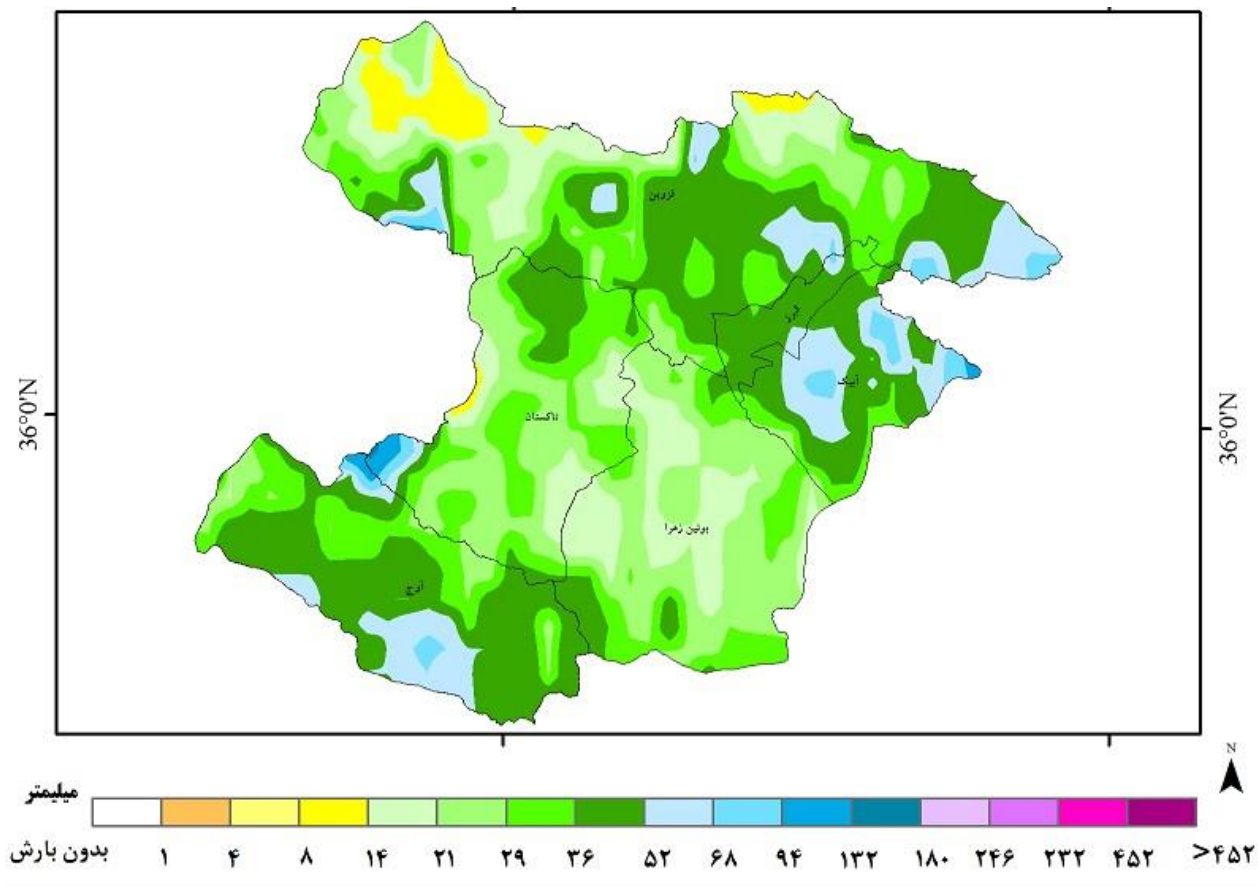 قزوین
البرز
آبیک
تاکستان
بوئین زهرا
آوج
36°0'N
36°0'N
N
میلیمتر
بدون بارش ۱ ۴ ۸ ۱۴ ۲۱ ۲۹ ۳۶ ۵۲ ۶۸ ۹۴ ۱۳۲ ۱۸۰ ۲۴۶ ۲۳۲ ۴۵۲ >۴۵۲